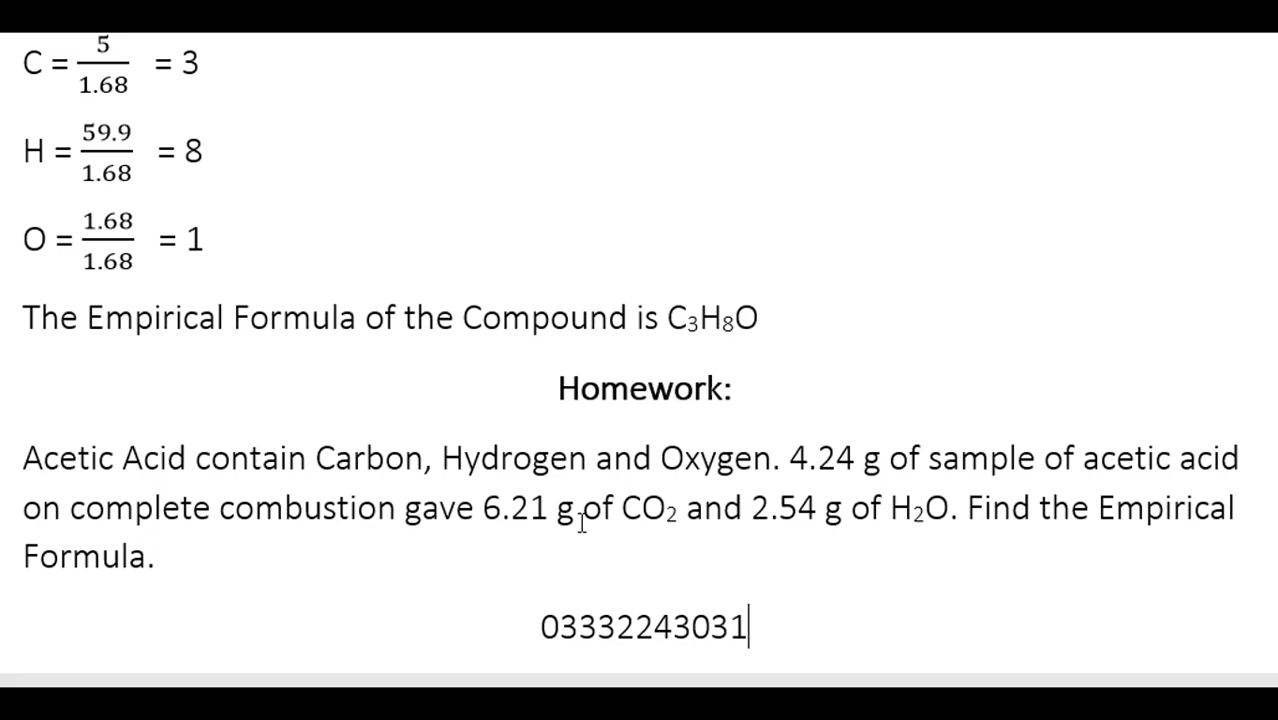 C = 5/1.68 = 3
H = 59.9/1.68 = 8
O = 1.68/1.68 = 1
The Empirical Formula of the Compound is C₃H₈O
Homework:
Acetic Acid contain Carbon, Hydrogen and Oxygen. 4.24 g of sample of acetic acid
on complete combustion gave 6.21 g of CO₂ and 2.54 g of H₂O. Find the Empirical
Formula.
03332243031